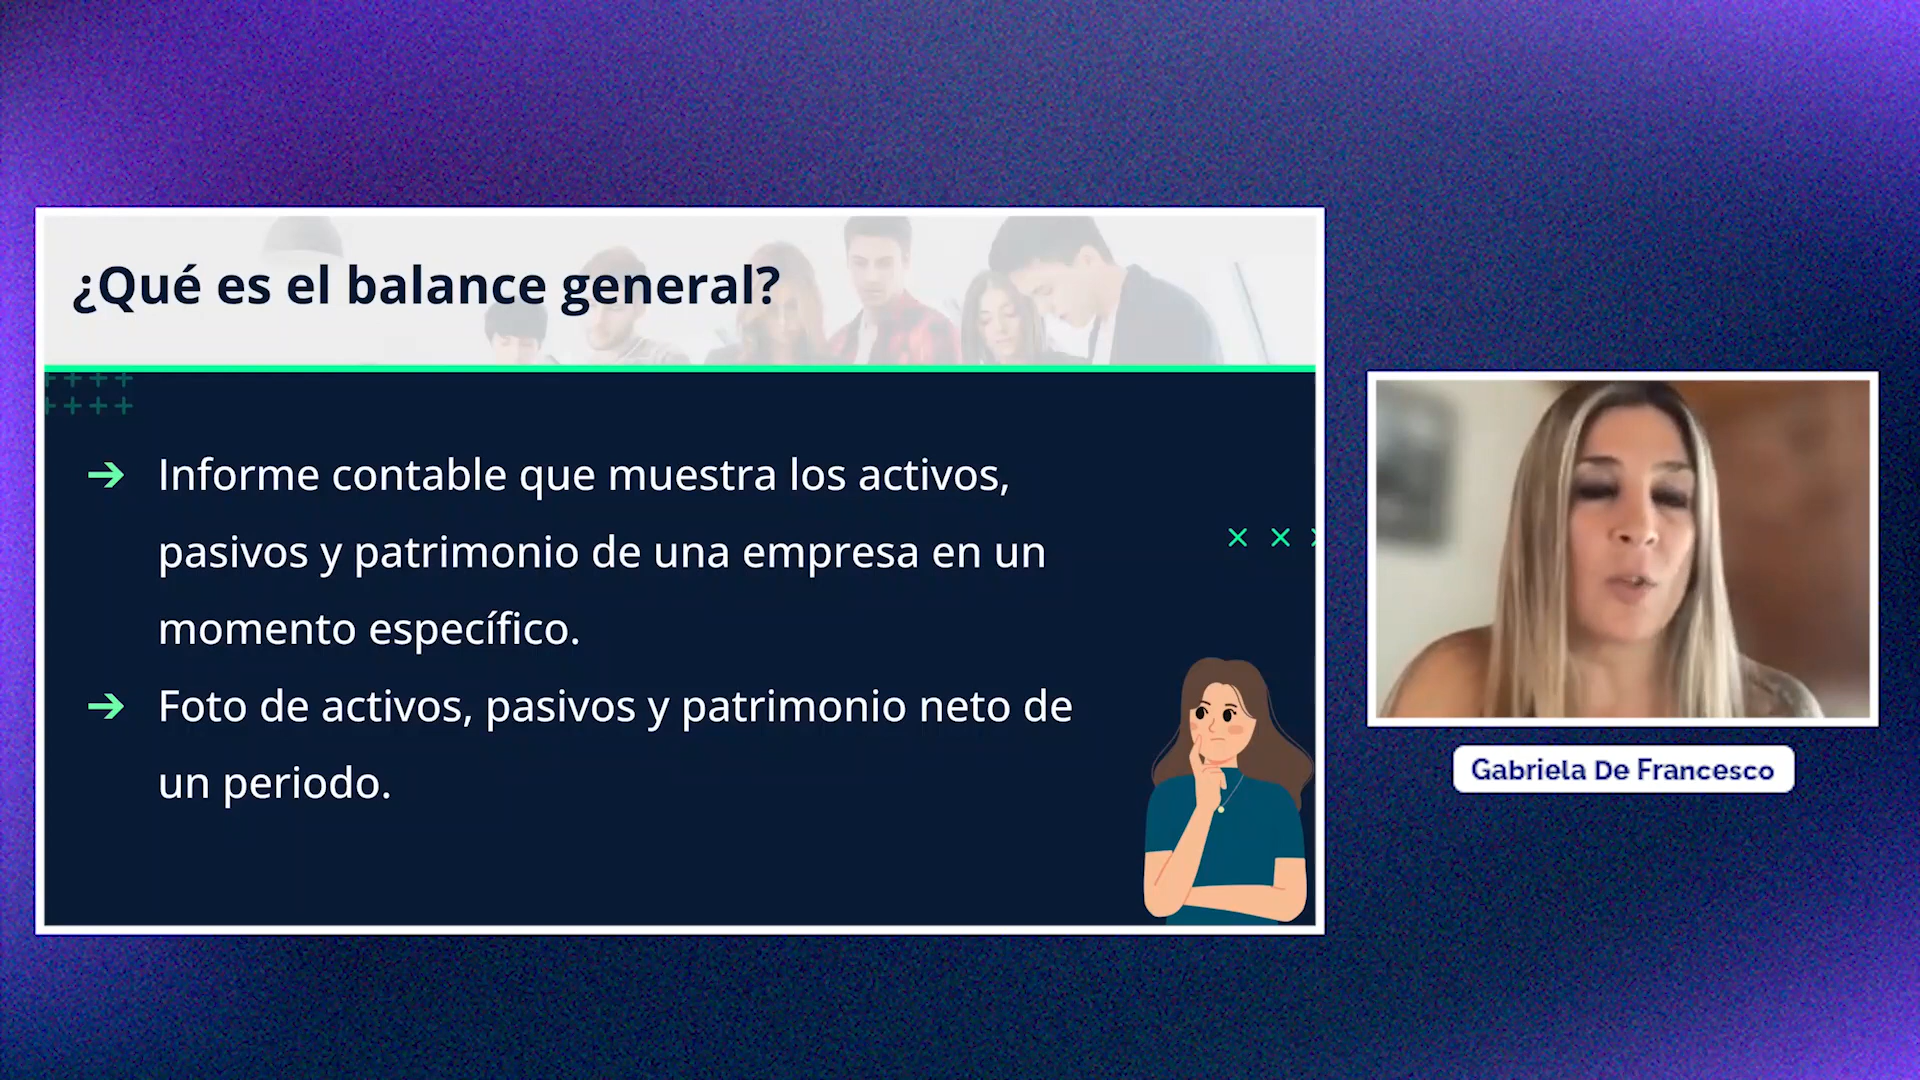 ¿Qué es el balance general?
Informe contable que muestra los activos,
pasivos y patrimonio de una empresa en un
momento específico.
Foto de activos, pasivos y patrimonio neto de
un periodo.
Gabriela De Francesco